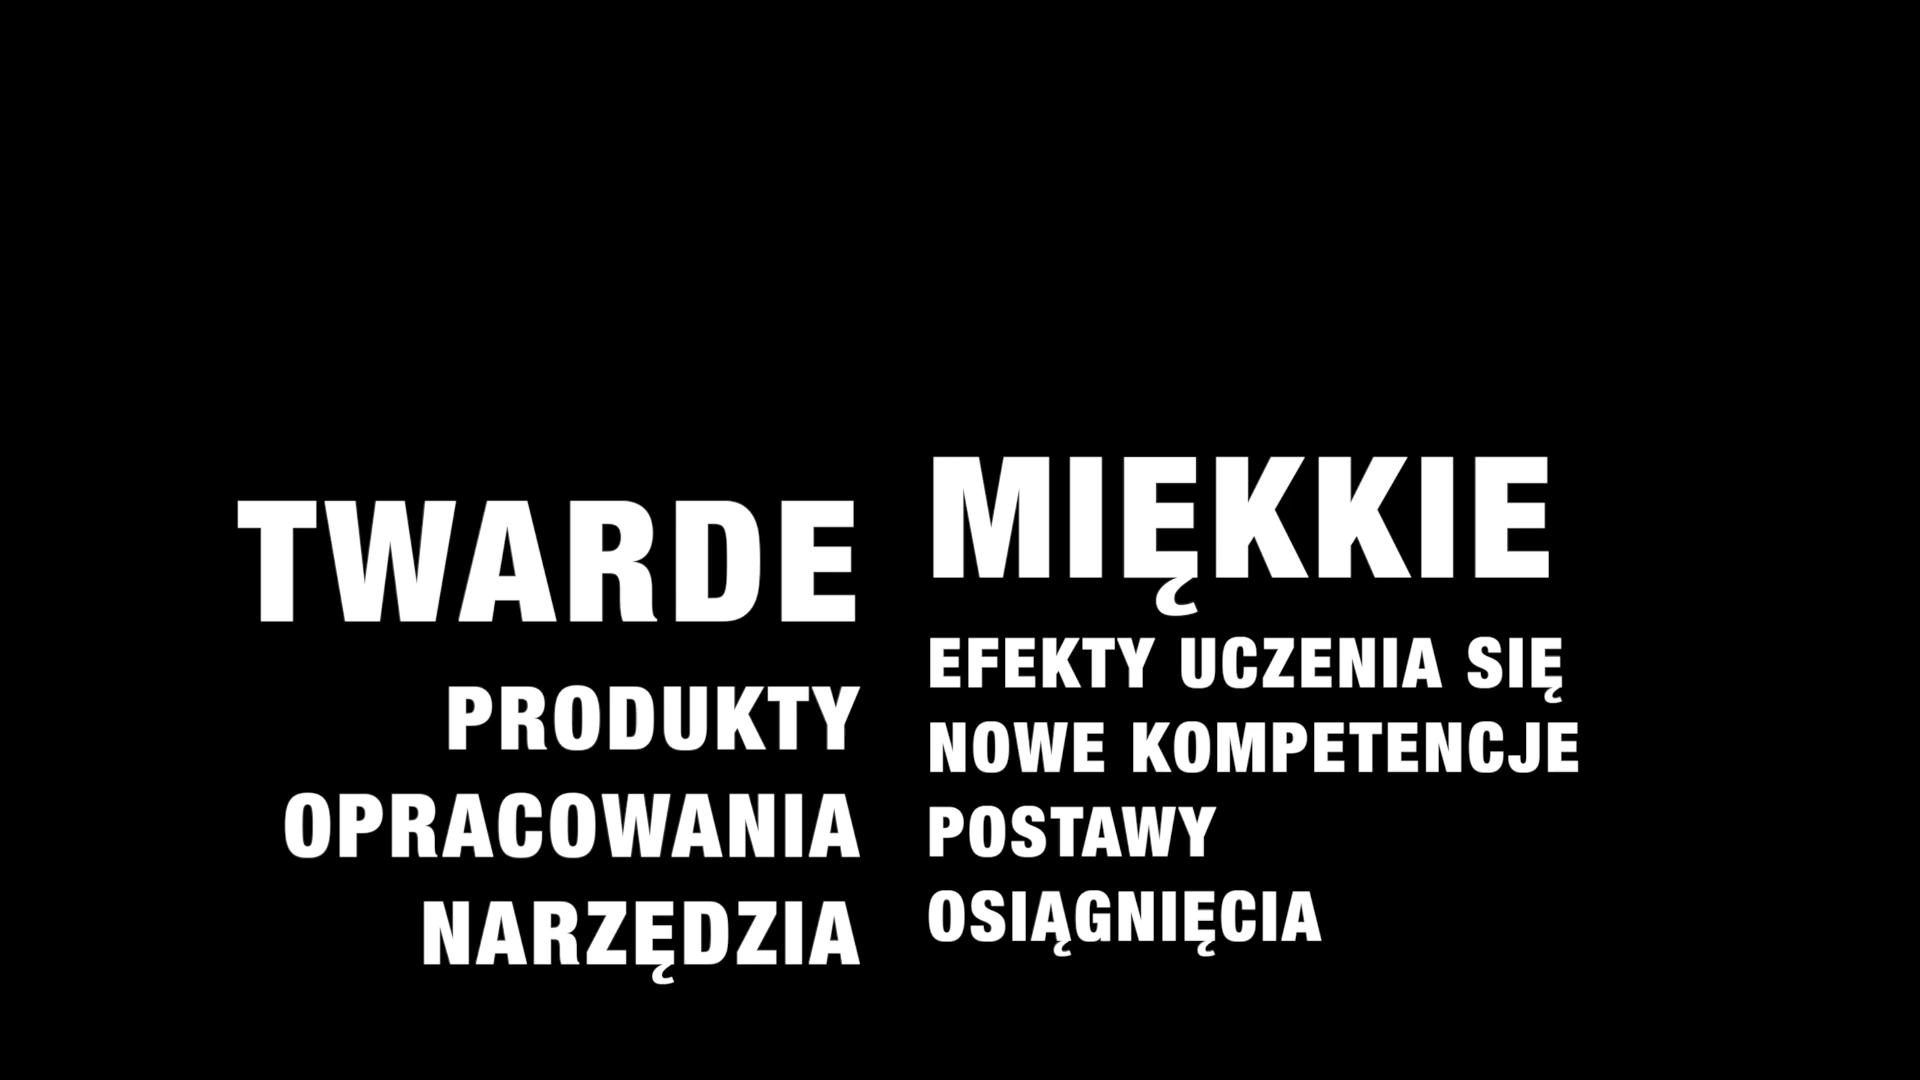 TWARDE
PRODUKTY
OPRACOWANIA
NARZĘDZIA
MIĘKKIE
EFEKTY UCZENIA SIĘ
NOWE KOMPETENCJE
POSTAWY
OSIĄGNIĘCIA